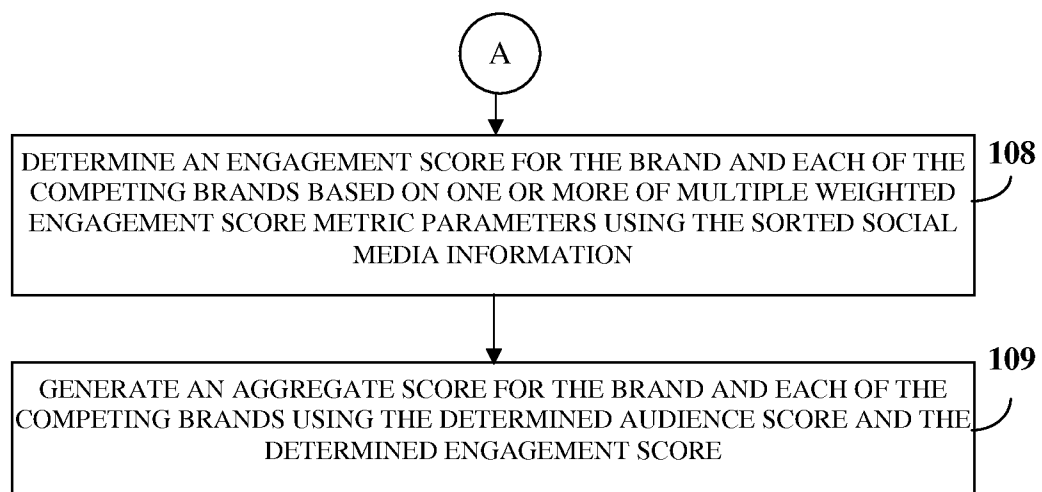 A
DETERMINE AN ENGAGEMENT SCORE FOR THE BRAND AND EACH OF THE
COMPETING BRANDS BASED ON ONE OR MORE OF MULTIPLE WEIGHTED
ENGAGEMENT SCORE METRIC PARAMETERS USING THE SORTED SOCIAL
MEDIA INFORMATION
108
GENERATE AN AGGREGATE SCORE FOR THE BRAND AND EACH OF THE
COMPETING BRANDS USING THE DETERMINED AUDIENCE SCORE AND THE
DETERMINED ENGAGEMENT SCORE
109